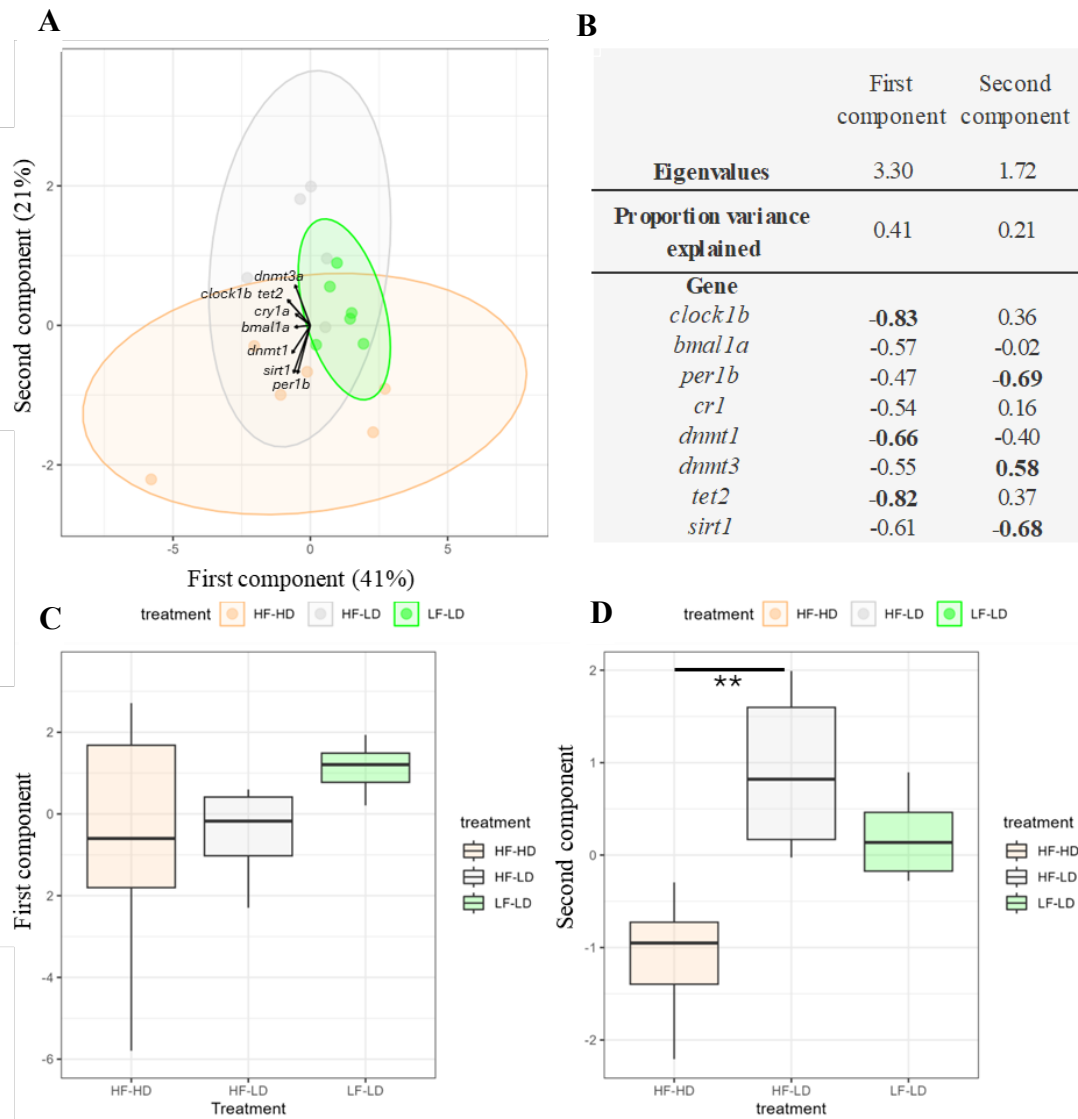 A
Second component (21%)
2
0
-2
dnmt3a
clock1b tet2
cry1a
bmal1a
dnmt1
sirt1
per1b
-5
0
5
First component (41%)
treatment HF-HD HF-LD LF-LD
B
First component
Second component
Eigenvalues 3.30 1.72
Proportion variance explained 0.41 0.21
Gene
clock1b -0.83 0.36
bmal1a -0.57 -0.02
per1b -0.47 -0.69
cr1 -0.54 0.16
dnmt1 -0.66 -0.40
dnmt3 -0.55 0.58
tet2 -0.82 0.37
sirt1 -0.61 -0.68
treatment HF-HD HF-LD LF-LD
C
First component
2
0
2
-4
-6
HF-HD HF-LD LF-LD
Treatment
treatment
HF-HD
HF-LD
LF-LD
D
Second component
2
1
0
-1
-2
**
HF-HD HF-LD LF-LD
treatment
treatment
HF-HD
HF-LD
LF-LD